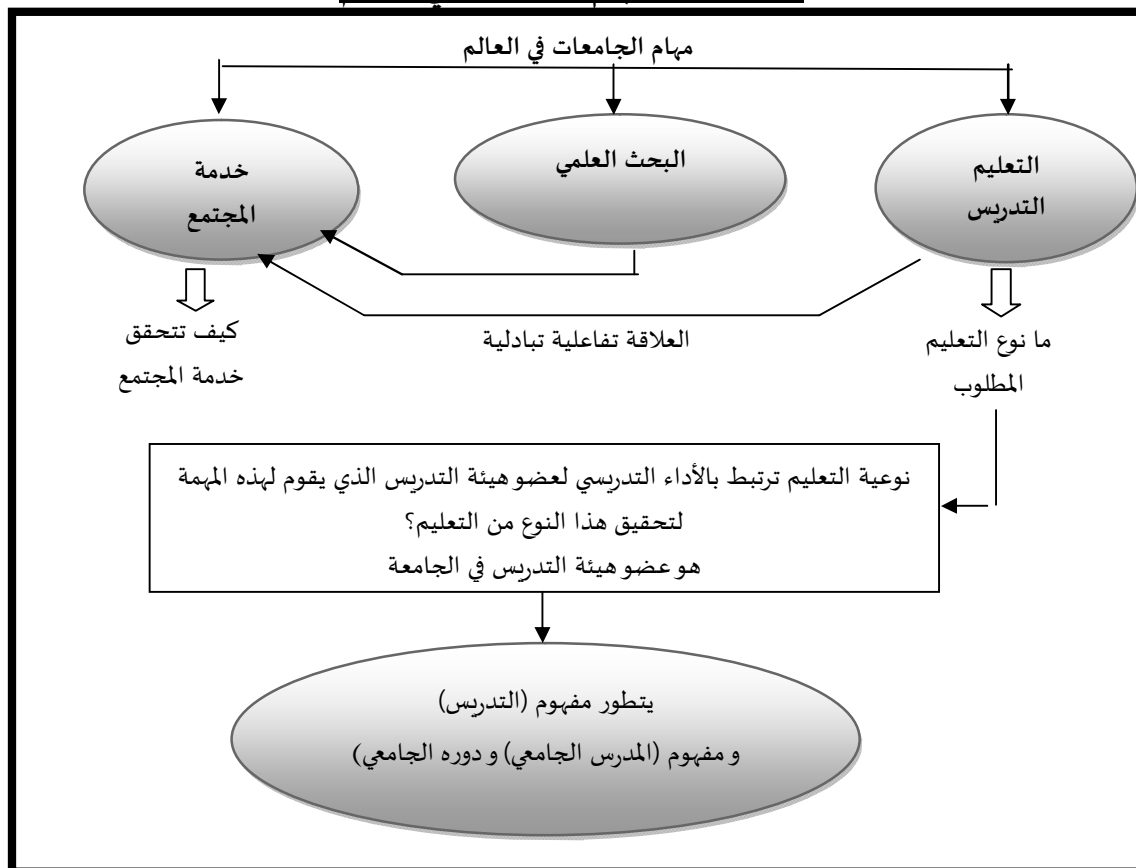 مهام الجامعات في العالم
التعليم
التدريس
البحث العلمي
خدمة
المجتمع
ما نوع التعليم
المطلوب
العلاقة تفاعلية تبادلية
كيف تتحقق
خدمة المجتمع
نوعية التعليم ترتبط بالأداء التدريسي لعضو هيئة التدريس الذي يقوم لهذه المهمة
لتحقيق هذا النوع من التعليم؟
هو عضو هيئة التدريس في الجامعة
يتطور مفهوم (التدريس)
و مفهوم (المدرس الجامعي) و دوره الجامعي)